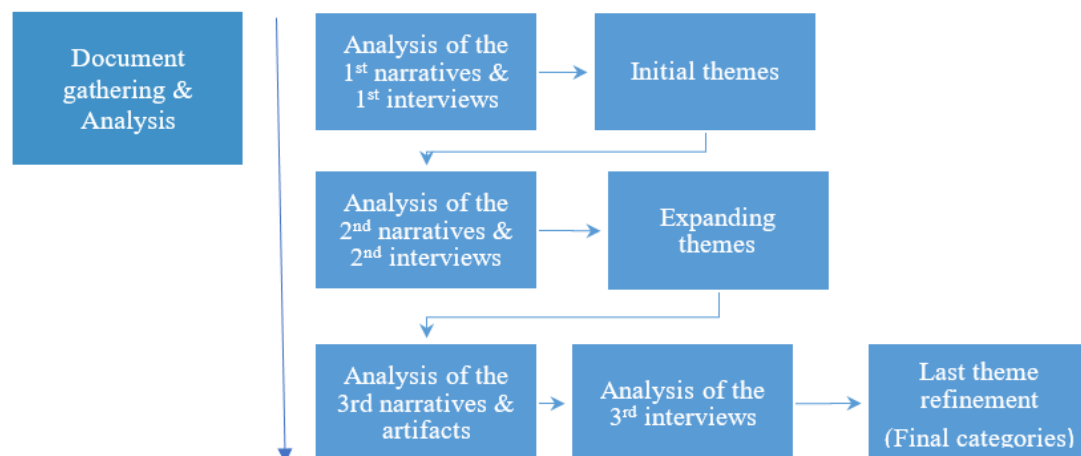 Document
gathering &
Analysis
Analysis of the
1st narratives &
1st interviews
Initial themes
Analysis of the
2nd narratives &
2nd interviews
Expanding
themes
Analysis of the
3rd narratives &
artifacts
Analysis of the
3rd interviews
Last theme
refinement
(Final categories)